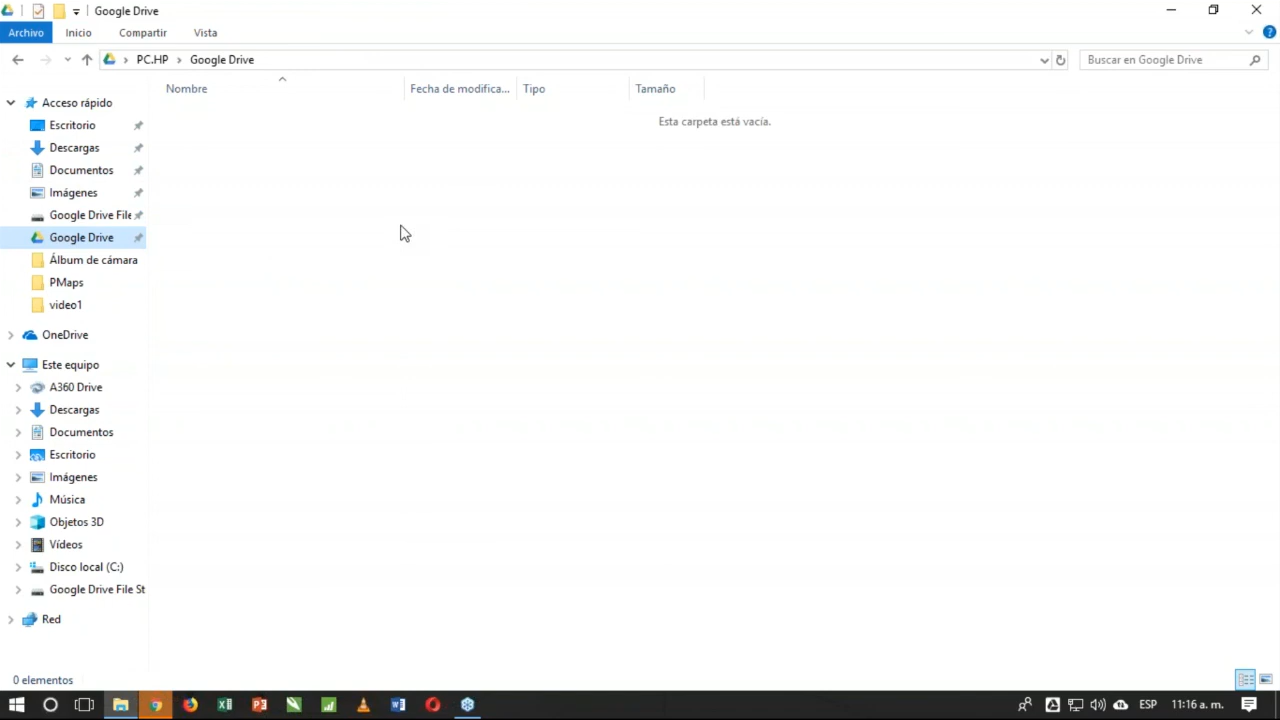 Google Drive
Archivo Inicio Compartir Vista
PC.HP Google Drive Buscar en Google Drive
Nombre Fecha de modifica... Tipo Tamaño
Esta carpeta está vacía.
Acceso rápido
Escritorio
Descargas
Documentos
Imágenes
Google Drive File
Google Drive
Álbum de cámara
PMaps
video1
OneDrive
Este equipo
A360 Drive
Descargas
Documentos
Escritorio
Imágenes
Música
Objetos 3D
Vídeos
Disco local (C:)
Google Drive File St
Red
0 elementos
ESP 11:16 a. m.